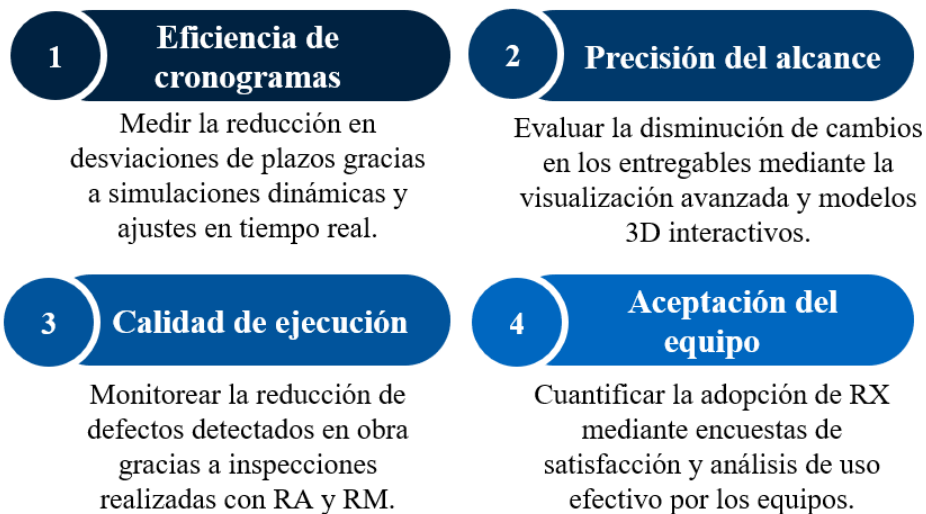 1
Eficiencia de
cronogramas
Medir la reducción en
desviaciones de plazos gracias
a simulaciones dinámicas y
ajustes en tiempo real.
2
Precisión del alcance
Evaluar la disminución de cambios
en los entregables mediante la
visualización avanzada y modelos
3D interactivos.
3
Calidad de ejecución
Monitorear la reducción de
defectos detectados en obra
gracias a inspecciones
realizadas con RA y RM.
4
Aceptación del
equipo
Cuantificar la adopción de RX
mediante encuestas de
satisfacción y análisis de uso
efectivo por los equipos.